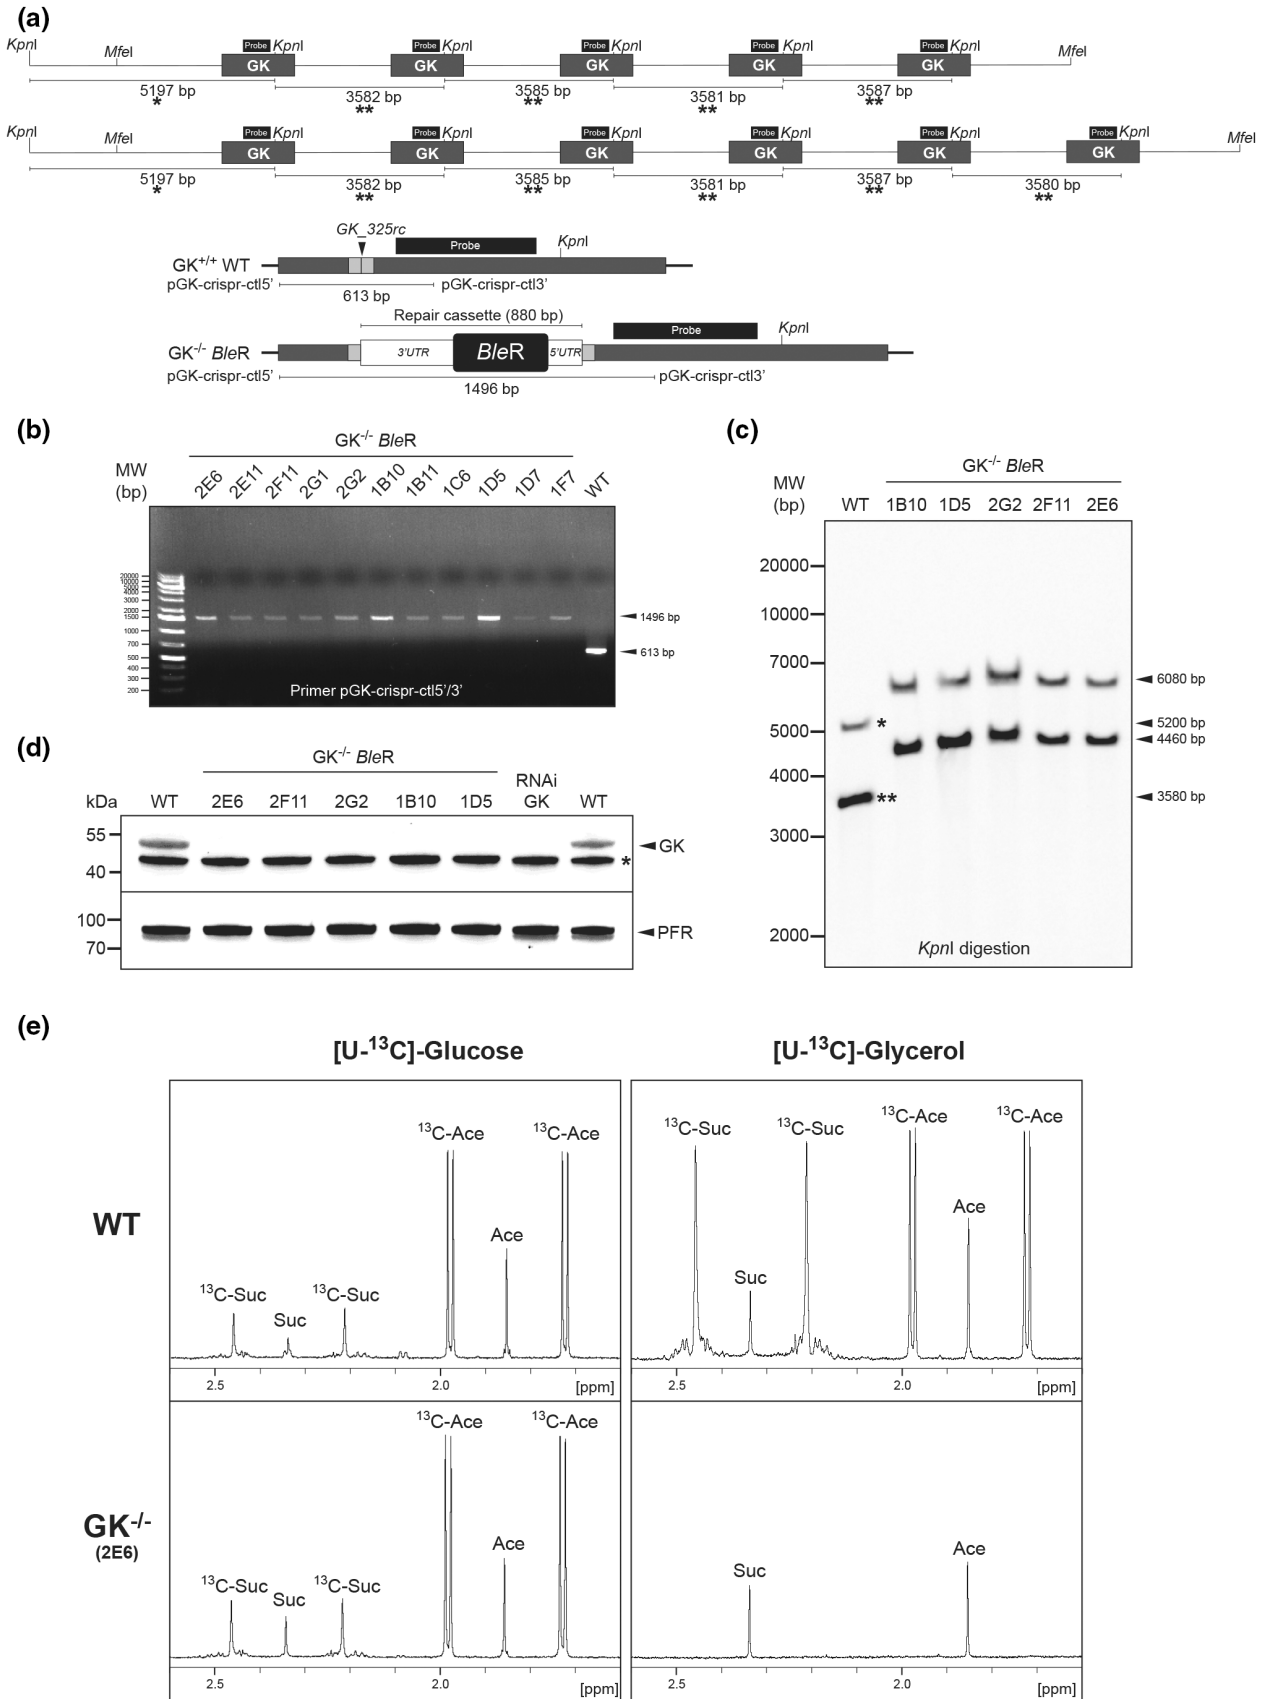 (a)
KpnI MfeI Probe KpnI Probe KpnI Probe KpnI Probe KpnI Probe KpnI MfeI
GK GK GK GK GK
5197 bp 3582 bp 3585 bp 3581 bp 3587 bp
* ** ** ** **
KpnI MfeI Probe KpnI Probe KpnI Probe KpnI Probe KpnI Probe KpnI Probe KpnI MfeI
GK GK GK GK GK GK
5197 bp 3582 bp 3585 bp 3581 bp 3587 bp 3580 bp
* ** ** ** ** **
GK_325rc
Probe KpnI
GK+/+ WT
pGK-crispr-ctl5' pGK-crispr-ctl3'
613 bp
Repair cassette (880 bp)
Probe KpnI
GK-/- BleR 3'UTR BleR 5'UTR
pGK-crispr-ctl5' pGK-crispr-ctl3'
1496 bp
(b)
GK-/- BleR
MW
(bp)
2E6 2E11 2F11 2G1 2G2 1B10 1B11 1C6 1D5 1D7 1F7 WT
20000
10000
5000
4000
3000
2000
1500
1000
700
500
400
300
200
1496 bp
613 bp
Primer pGK-crispr-ctl5'/3'
(c)
GK-/- BleR
MW
(bp)
WT 1B10 1D5 2G2 2F11 2E6
20000
10000
7000
5000
4000
3000
2000
6080 bp
* 5200 bp
4460 bp
** 3580 bp
KpnI digestion
(d)
GK-/- BleR
kDa WT 2E6 2F11 2G2 1B10 1D5 RNAi GK WT
55
40
GK
*
100
70
PFR
(e)
[U-13C]-Glucose [U-13C]-Glycerol
WT
13C-Suc Suc 13C-Suc 13C-Ace Ace 13C-Ace
2.5 2.0 [ppm]
13C-Suc Suc 13C-Suc 13C-Ace Ace 13C-Ace
2.5 2.0 [ppm]
GK-/-
(2E6)
13C-Suc Suc 13C-Suc 13C-Ace Ace 13C-Ace
2.5 2.0 [ppm]
Suc Ace
2.5 2.0 [ppm]